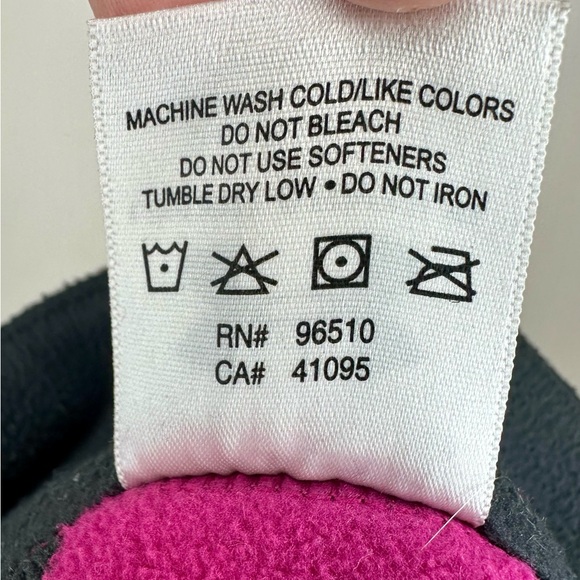 MACHINE WASH COLD/LIKE COLORS
DO NOT BLEACH
DO NOT USE SOFTENERS
TUMBLE DRY LOW • DO NOT IRON
RN# 96510
CA# 41095